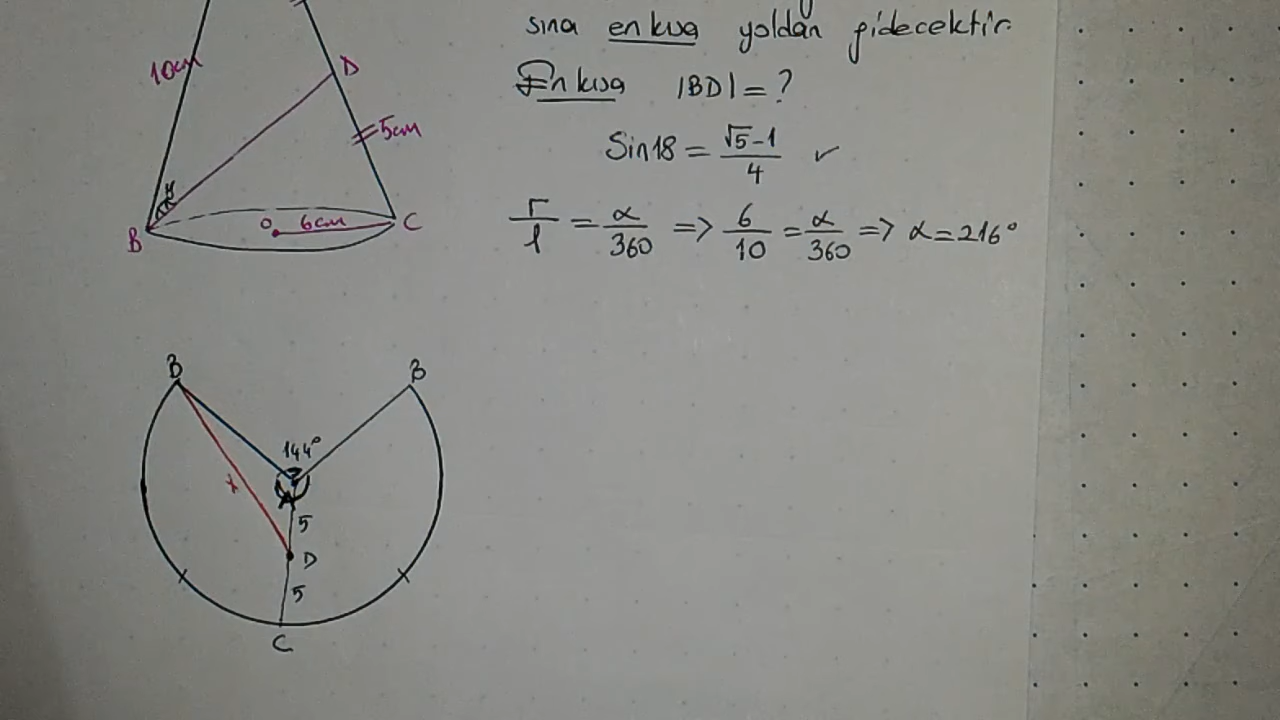 sına en kısa yoldan gidecektir.
En kısa |BD| = ?
Sin18 = (√5-1)/4 ✓
r/l = α/360 => 6/10 = α/360 => α = 216°
10cm
D
5cm
B
O
6cm
C
B
B
144°
A
x
5
D
5
C